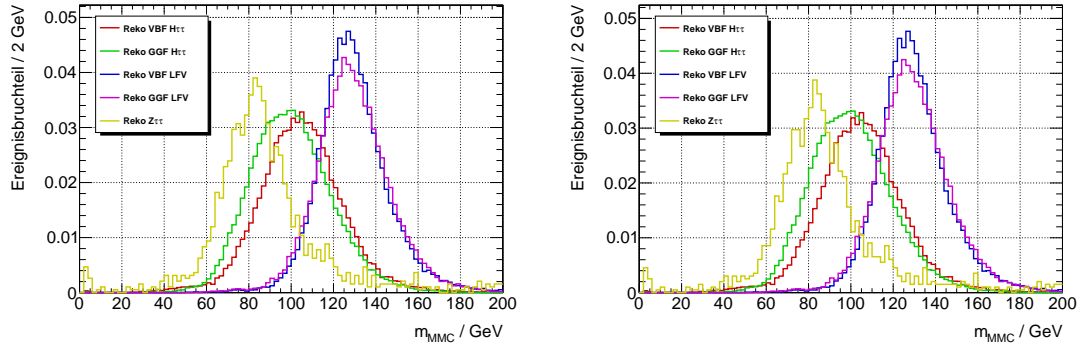 Ereignisbruchteil / 2 GeV
0.05
0.04
0.03
0.02
0.01
0
Reko VBF Hττ
Reko GGF Hττ
Reko VBF LFV
Reko GGF LFV
Reko Zττ
0 20 40 60 80 100 120 140 160 180 200
mMMC / GeV
Ereignisbruchteil / 2 GeV
0.05
0.04
0.03
0.02
0.01
0
Reko VBF Hττ
Reko GGF Hττ
Reko VBF LFV
Reko GGF LFV
Reko Zττ
0 20 40 60 80 100 120 140 160 180 200
mMMC / GeV